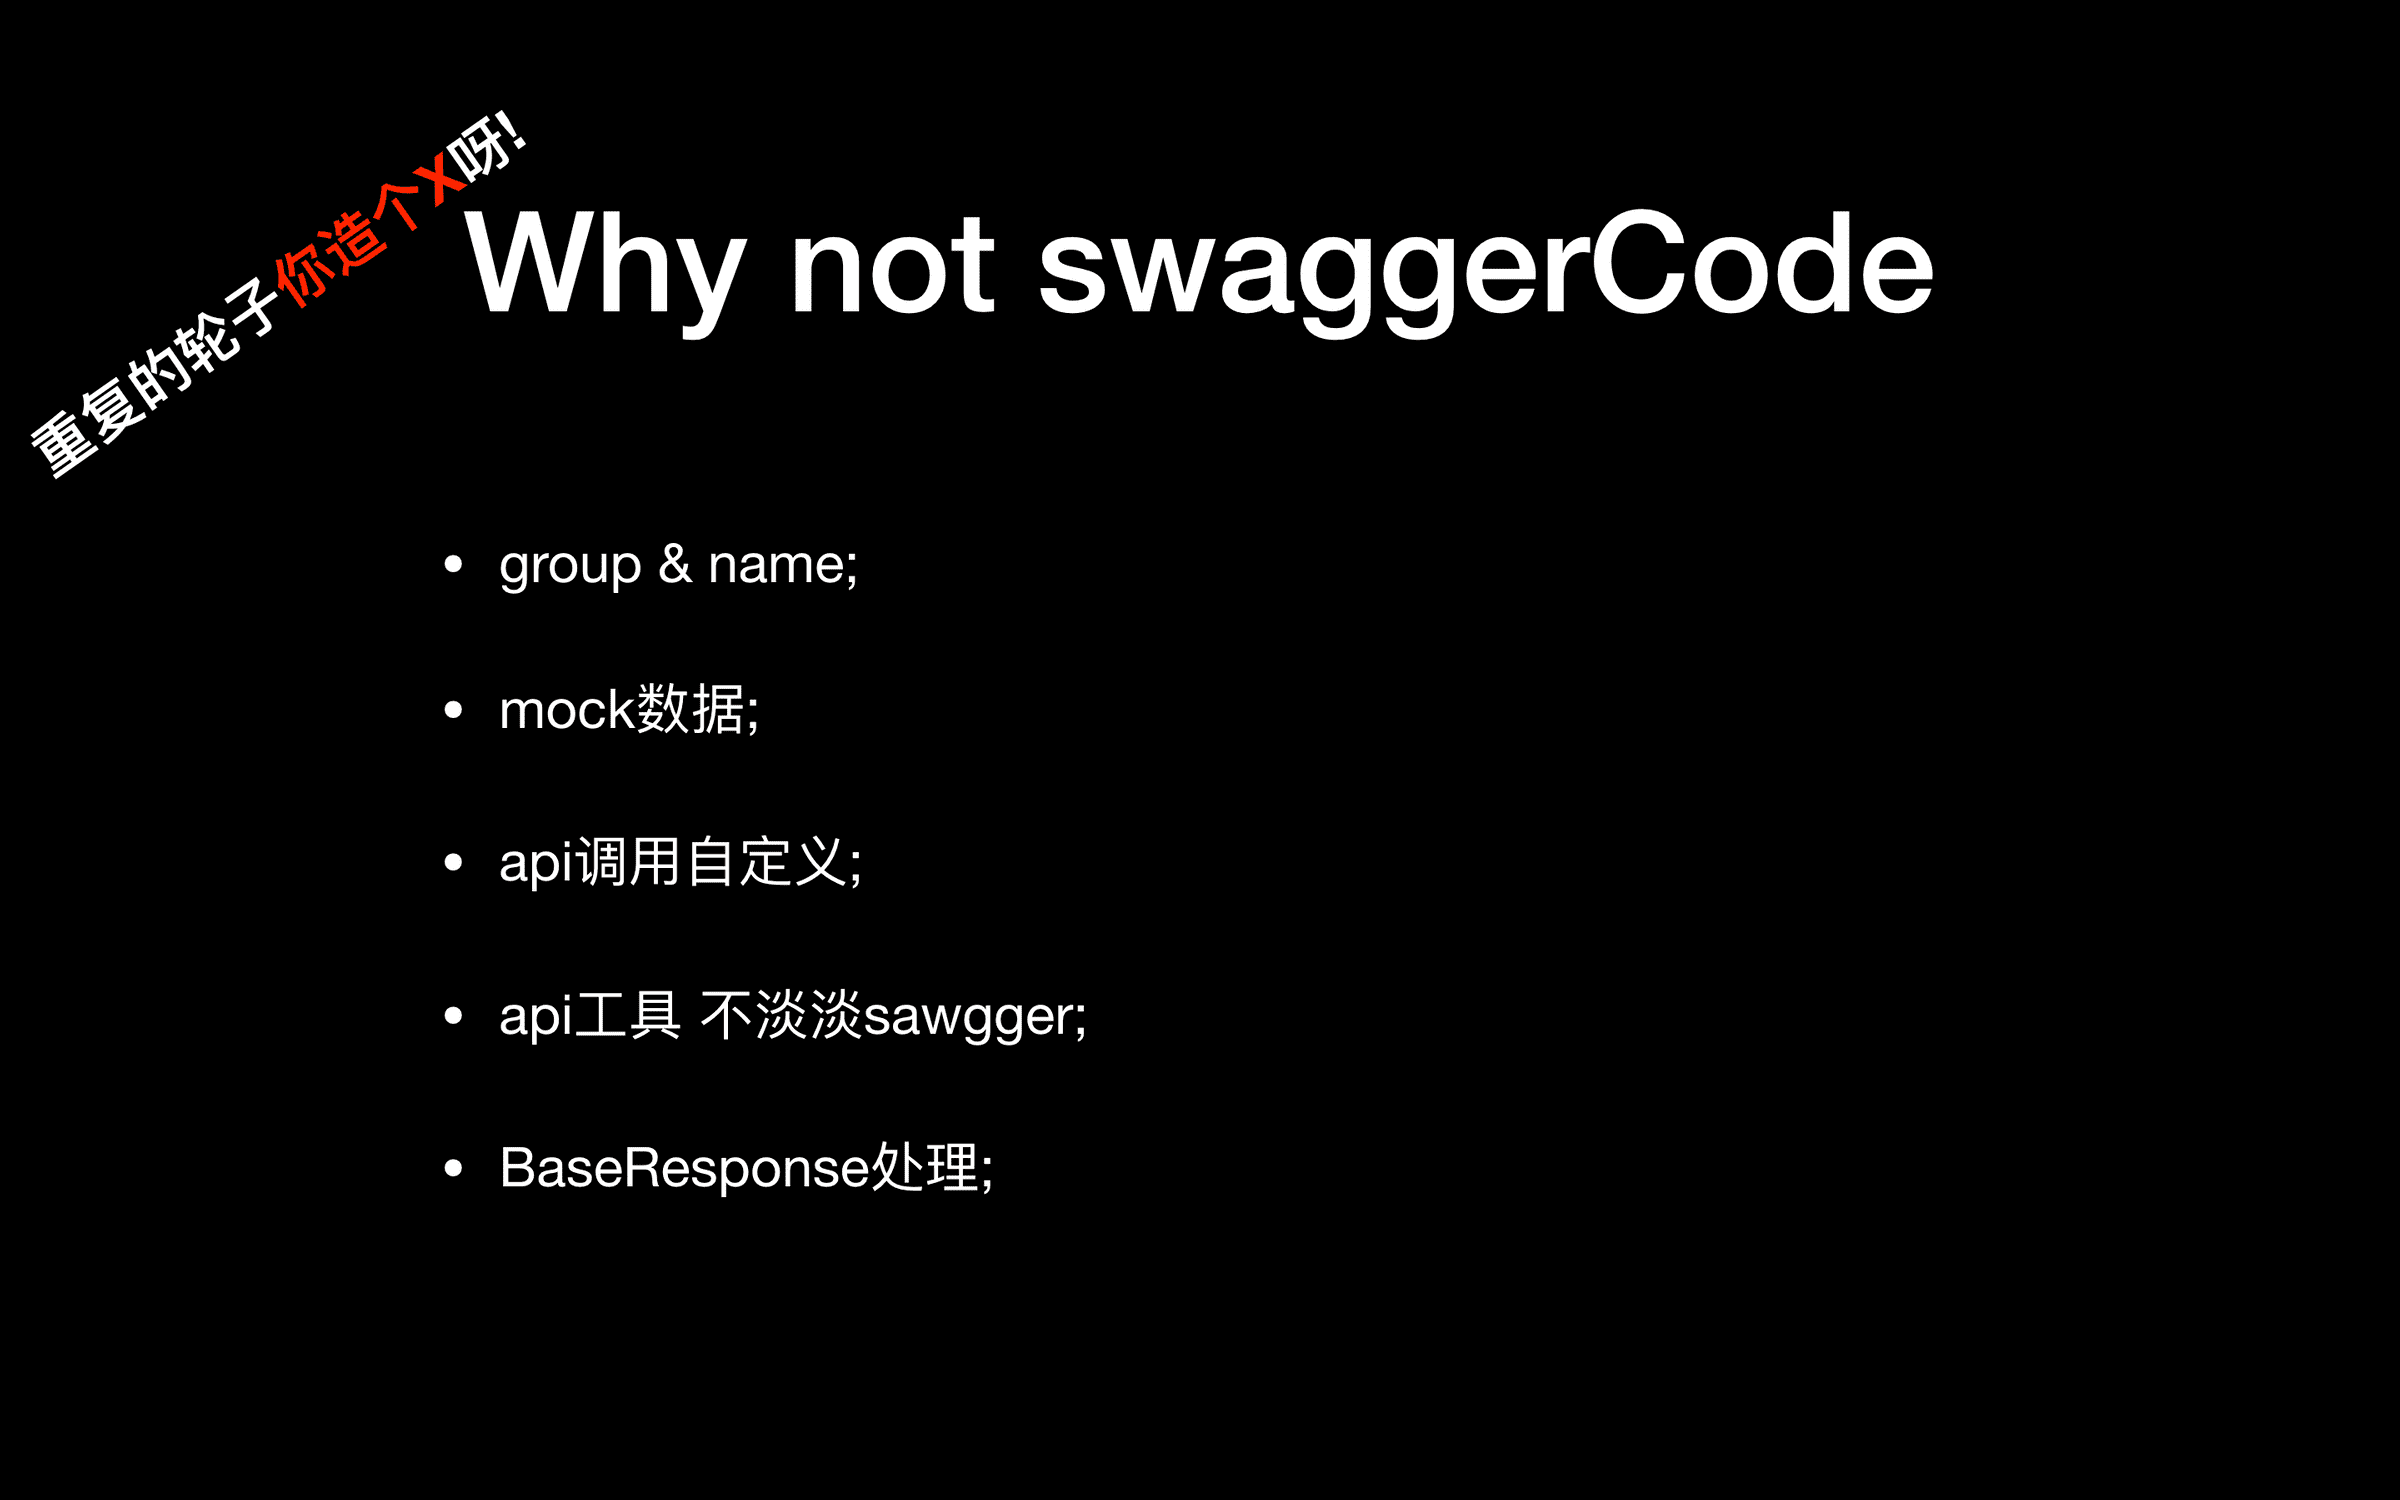 重复的轮子你造个X呀!
Why not swaggerCode
group & name;
mock数据;
api调用自定义;
api工具 不淡淡sawgger;
BaseResponse处理;